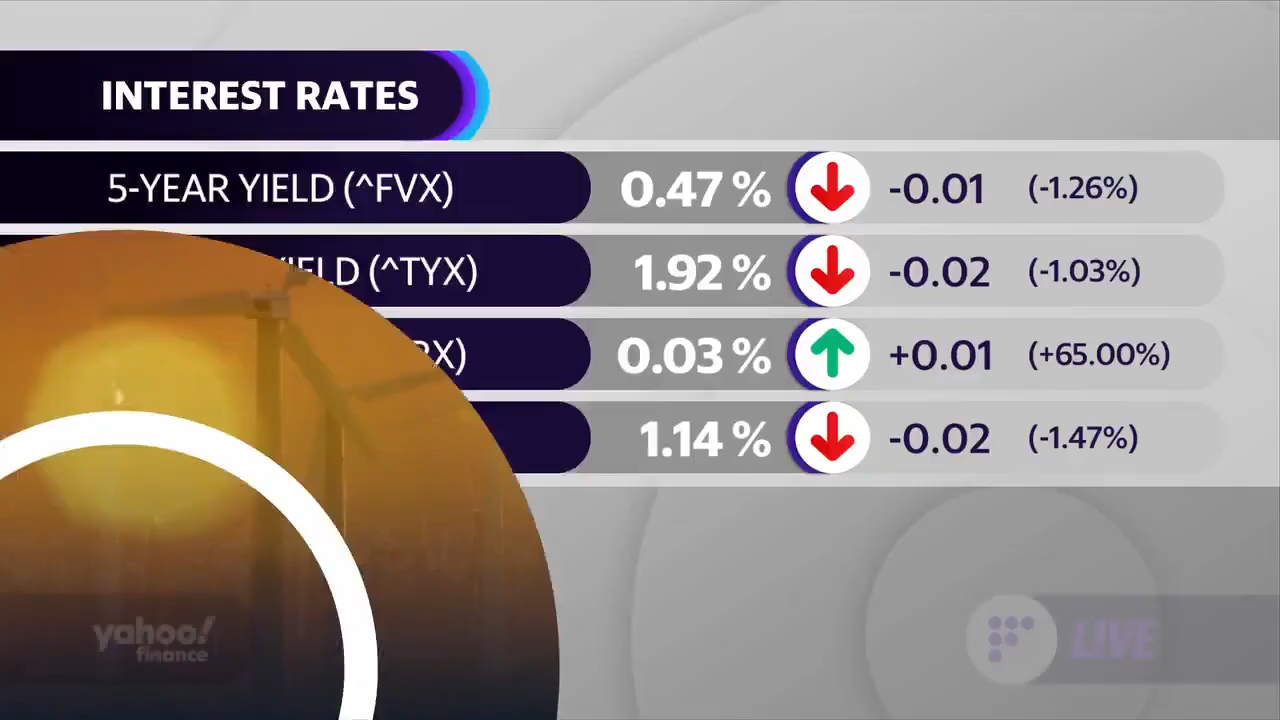 INTEREST RATES
5-YEAR YIELD (^FVX) 0.47 % -0.01 (-1.26%)
(^TYX) 1.92 % -0.02 (-1.03%)
0.03 % +0.01 (+65.00%)
1.14 % -0.02 (-1.47%)
yahoo!
finance
LIVE